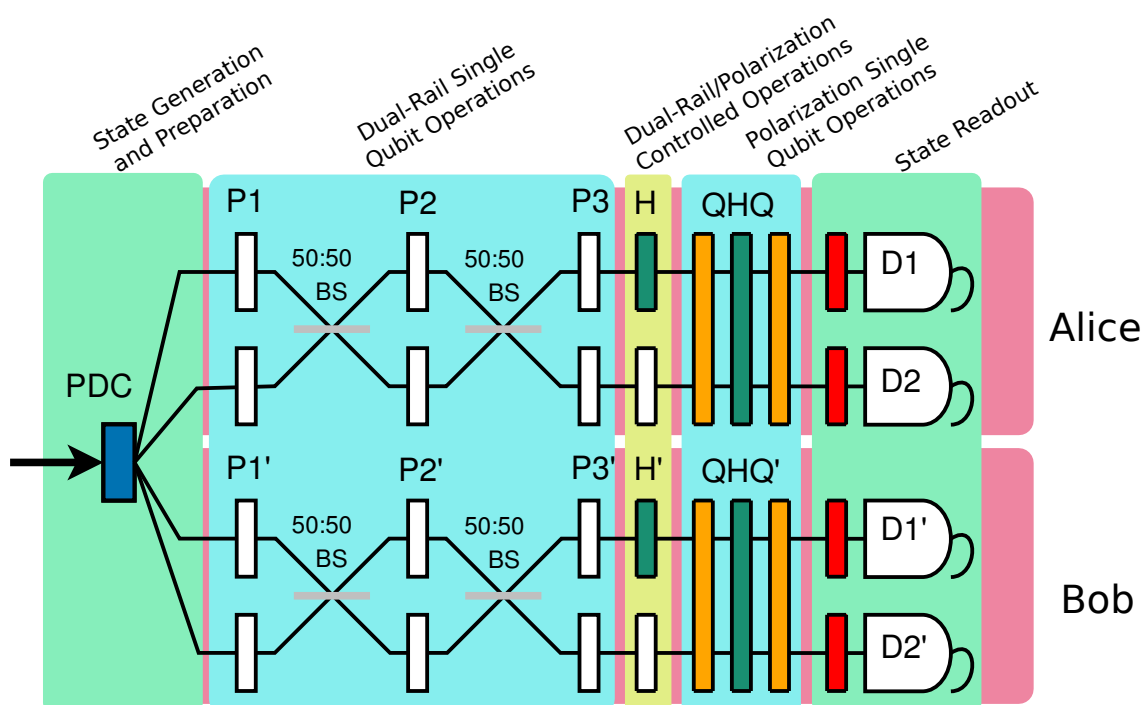 State Generation
and Preparation
Dual-Rail Single
Qubit Operations
Dual-Rail/Polarization
Controlled Operations
Polarization Single
Qubit Operations
State Readout
P1
P2
P3
H
QHQ
50:50
BS
50:50
BS
D1
Alice
PDC
D2
P1'
P2'
P3'
H'
QHQ'
50:50
BS
50:50
BS
D1'
Bob
D2'